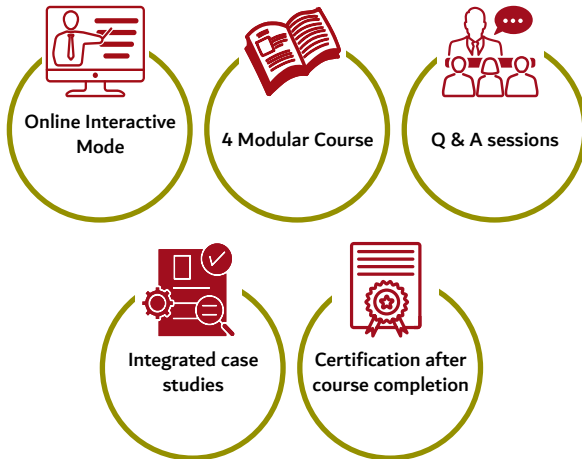 Online Interactive
Mode
4 Modular Course
Q & A sessions
Integrated case
studies
Certification after
course completion